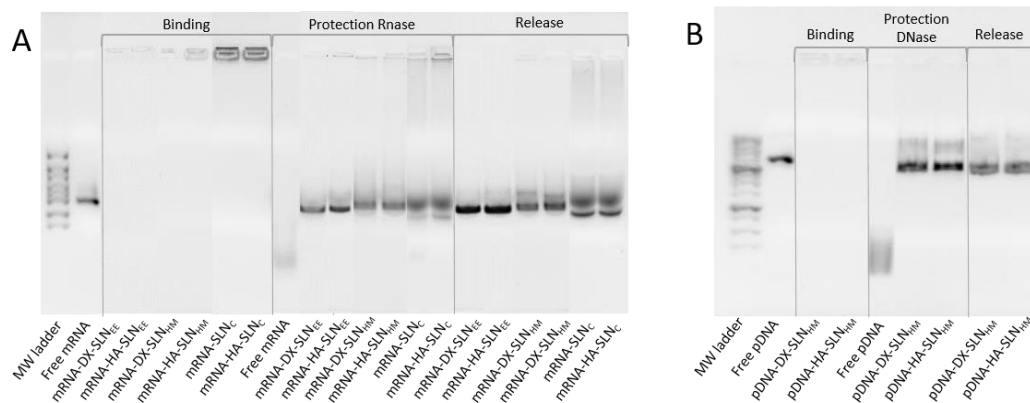 A
Binding
Protection Rnase
Release
MW ladder
Free mRNA
mRNA-DX-SLNEE
mRNA-HA-SLNEE
mRNA-DX-SLNHM
mRNA-HA-SLNHM
mRNA-SLNC
mRNA-HA-SLNC
Free mRNA
mRNA-DX-SLNEE
mRNA-HA-SLNEE
mRNA-DX-SLNHM
mRNA-HA-SLNHM
mRNA-SLNC
mRNA-HA-SLNC
mRNA-DX-SLNEE
mRNA-HA-SLNEE
mRNA-DX-SLNHM
mRNA-DX-SLNHM
mRNA-SLNC
mRNA-HA-SLNC
B
Binding
Protection
DNase
Release
MW ladder
Free pDNA
pDNA-DX-SLNHM
pDNA-HA-SLNHM
Free pDNA
pDNA-DX-SLNHM
pDNA-HA-SLNHM
pDNA-DX-SLNHM
pDNA-HA-SLNHM